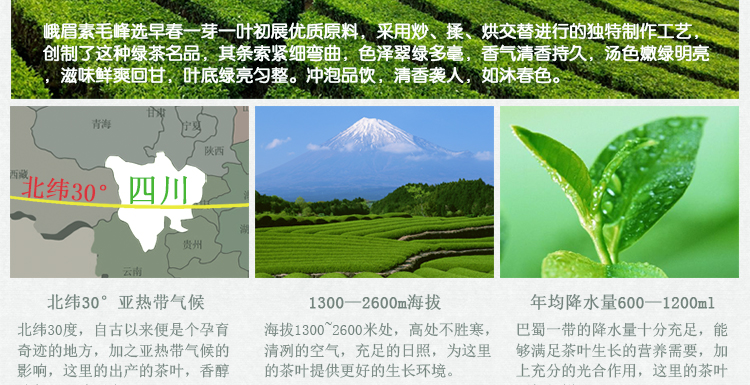 峨眉素毛峰选早春一芽一叶初展优质原料，采用炒、揉、烘交替进行的独特制作工艺，
创制了这种绿茶名品，其条索紧细弯曲，色泽翠绿多毫，香气清香持久，汤色嫩绿明亮
，滋味鲜爽回甘，叶底绿亮匀整。冲泡品饮，清香袭人，如沐春色。
青海
甘肃
宁夏
陕西
西藏
北纬30°
四川
贵州
云南
湖
北纬30°亚热带气候
北纬30度，自古以来便是个孕育
奇迹的地方，加之亚热带气候的
影响，这里的出产的茶叶，香醇
1300—2600m海拔
海拔1300~2600米处，高处不胜寒，
清冽的空气，充足的日照，为这里
的茶叶提供更好的生长环境。
年均降水量600—1200ml
巴蜀一带的降水量十分充足，能
够满足茶叶生长的营养需要，加
上充分的光合作用，这里的茶叶